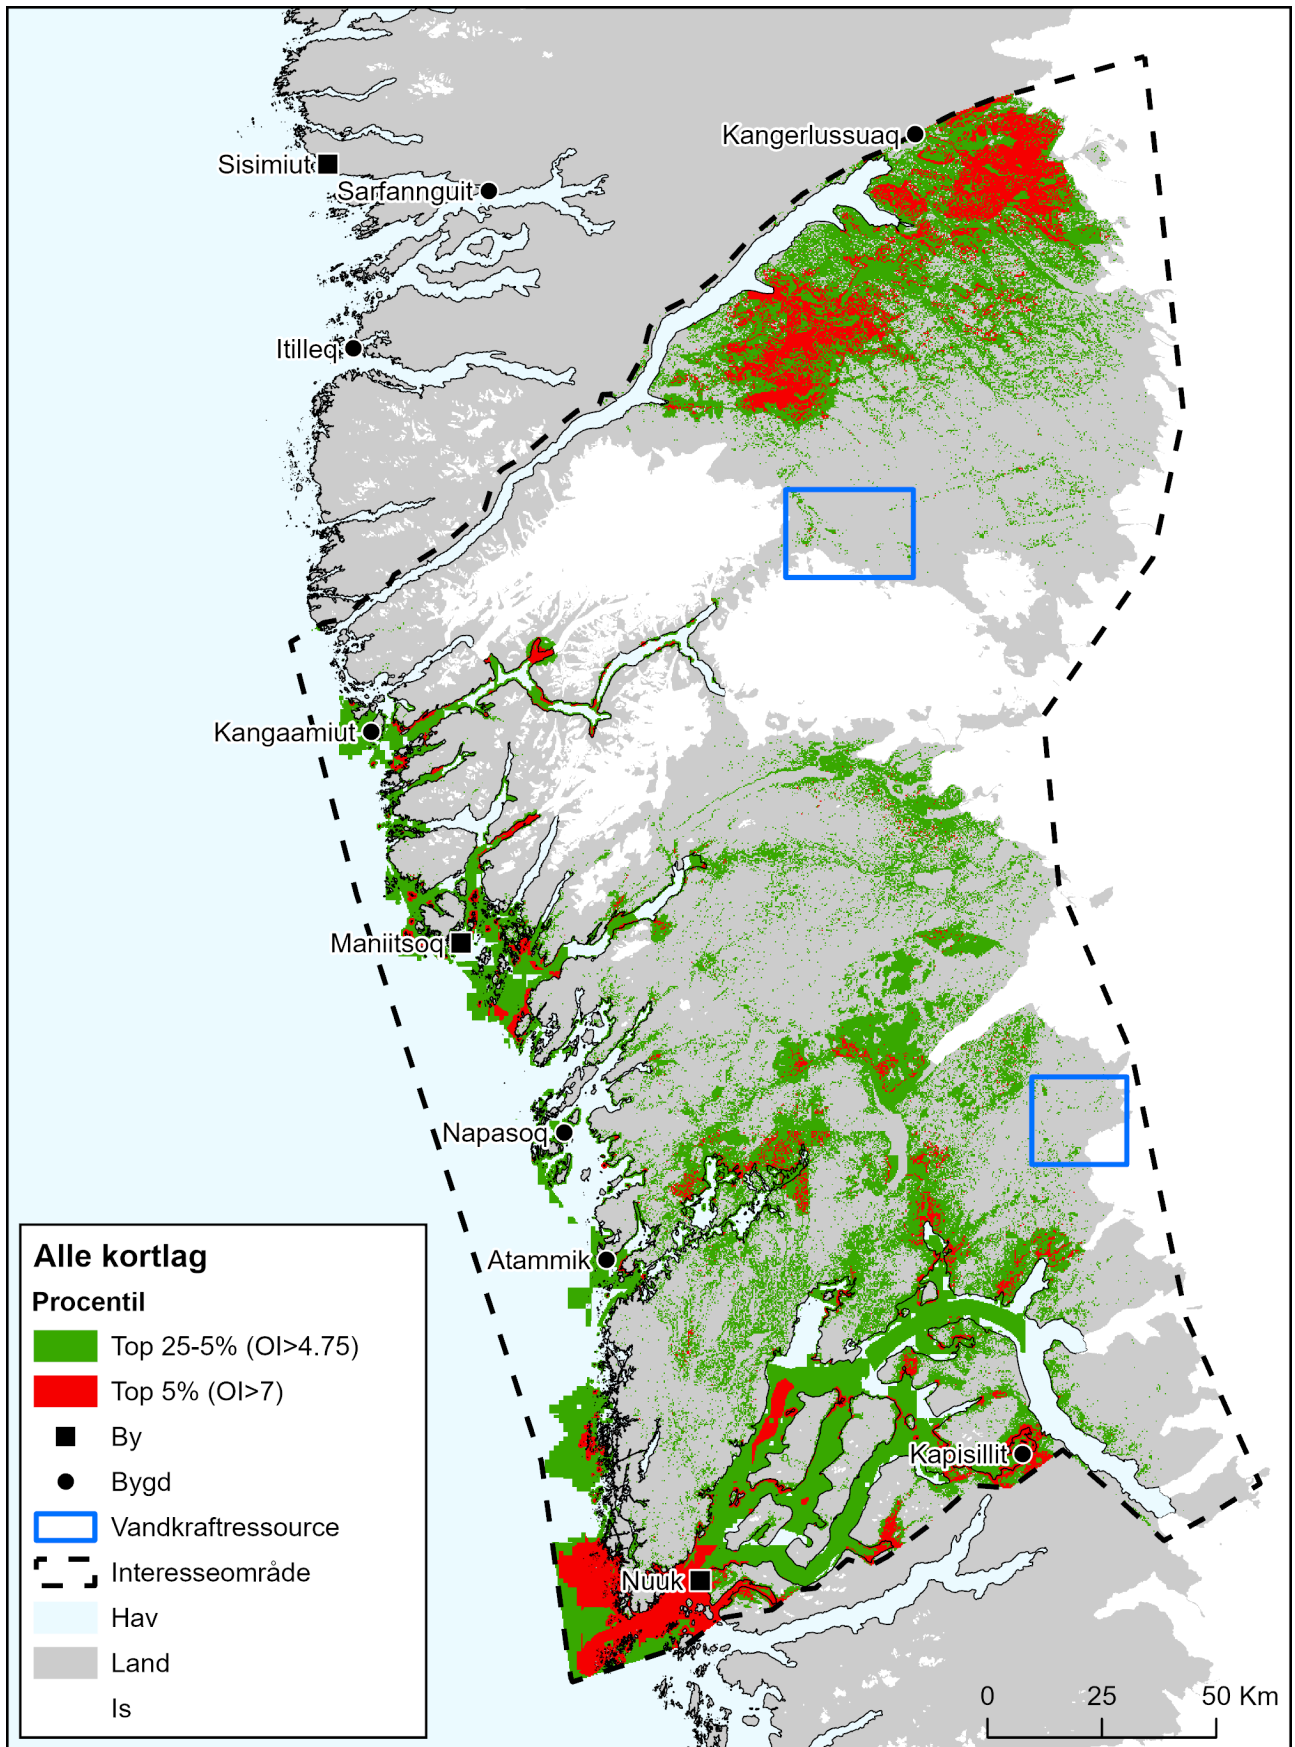 Kangerlussuaq
Sisimiut
Sarfannguit
Itilleq
Kangaamiut
Maniitsoq
Napasoq
Atammik
Kapisillit
Nuuk
Alle kortlag
Procentil
Top 25-5% (OI>4.75)
Top 5% (OI>7)
By
Bygd
Vandkraftressource
Interesseområde
Hav
Land
Is
0 25 50 Km